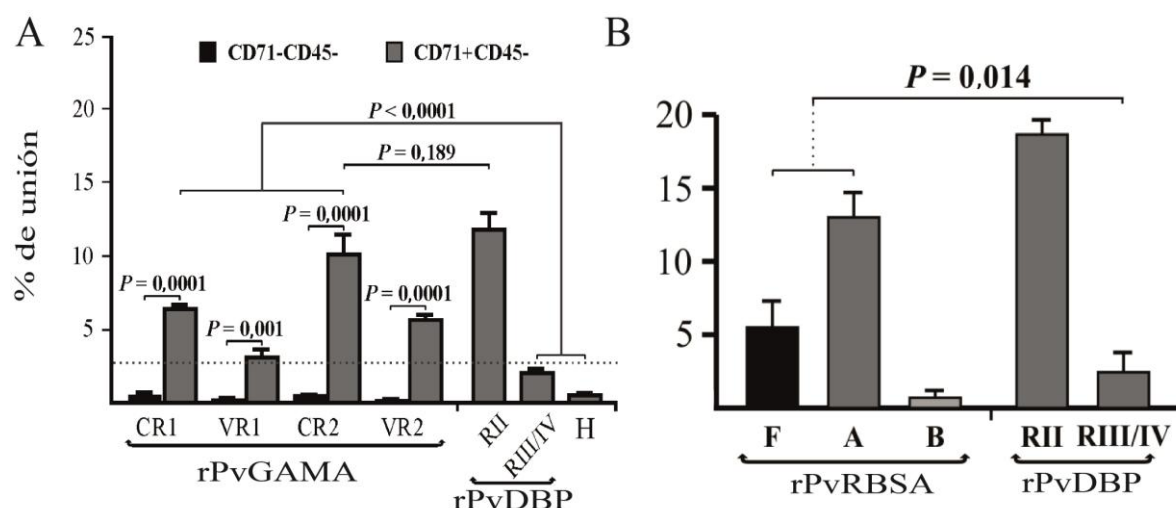 A
% de unión
25
20
15
10
5
CD71-CD45-
CD71+CD45-
P < 0,0001
P = 0,189
P = 0,0001
P = 0,0001
P = 0,001
P = 0,0001
CR1 VR1 CR2 VR2 RII RIII/IV H
rPvGAMA rPvDBP
B
P = 0,014
20
15
10
5
F A B RII RIII/IV
rPvRBSA rPvDBP